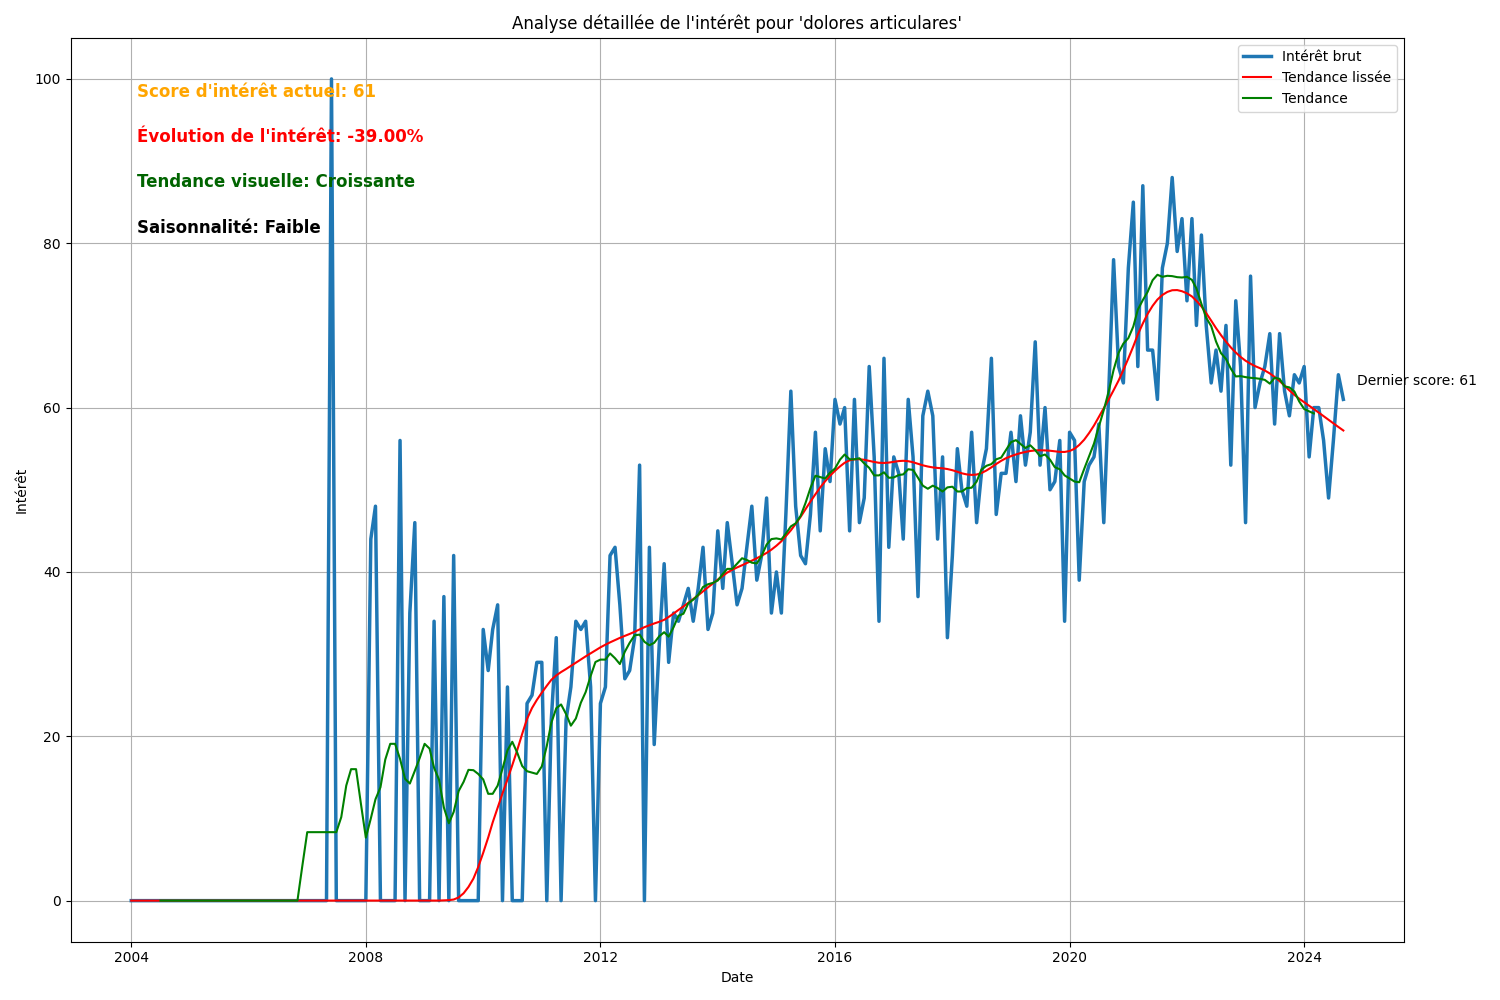 Analyse détaillée de l'intérêt pour 'dolores articulares'
Intérêt brut
Tendance lissée
Tendance
Score d'intérêt actuel: 61
Évolution de l'intérêt: -39.00%
Tendance visuelle: Croissante
Saisonnalité: Faible
Dernier score: 61
100
80
60
40
20
0
Intérêt
2004
2008
2012
2016
2020
2024
Date